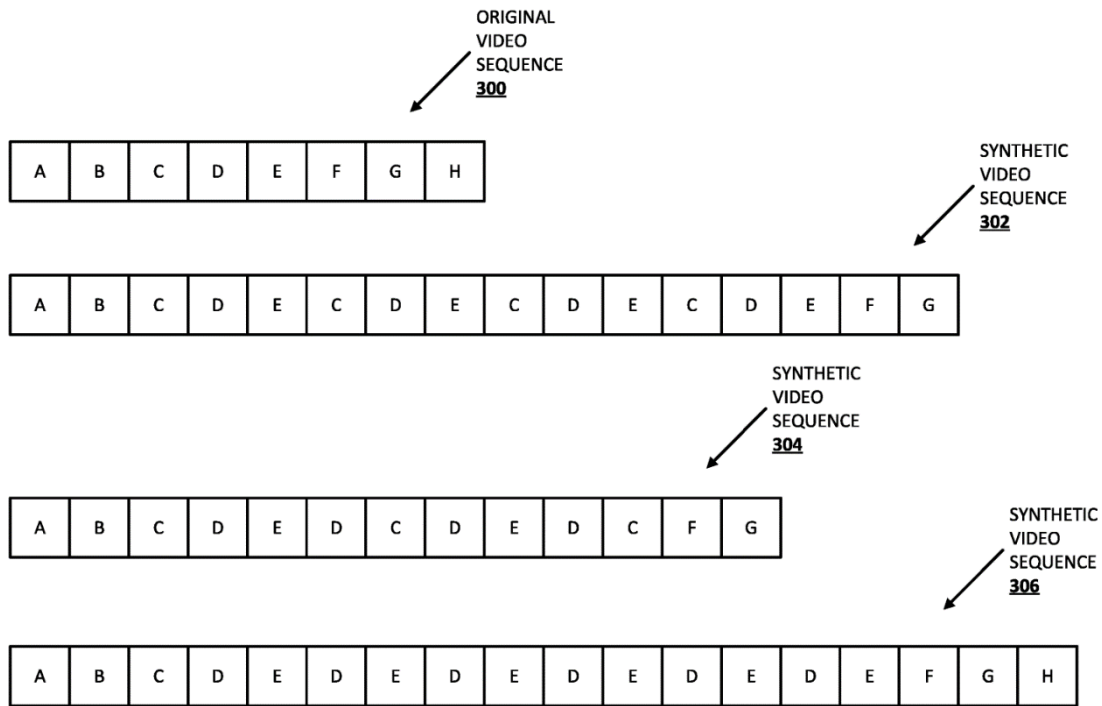 ORIGINAL
VIDEO
SEQUENCE
300
A B C D E F G H
SYNTHETIC
VIDEO
SEQUENCE
302
A B C D E C D E C D E C D E F G
SYNTHETIC
VIDEO
SEQUENCE
304
A B C D E D C D E D C F G
SYNTHETIC
VIDEO
SEQUENCE
306
A B C D E D E D E D E D E D E F G H